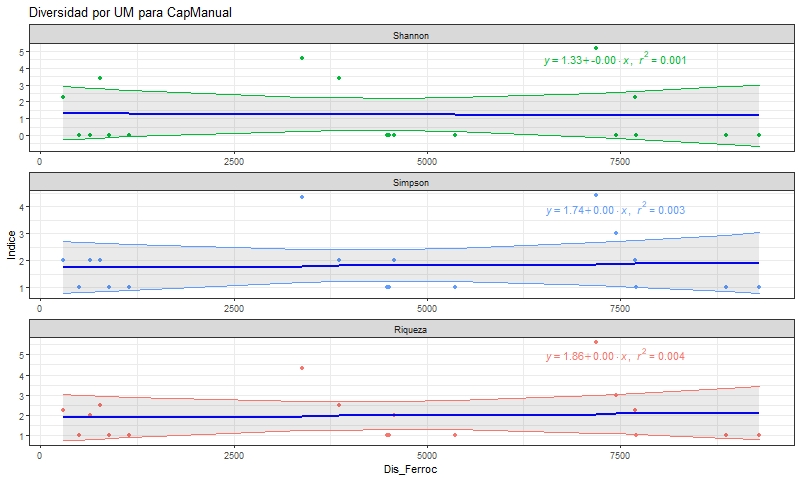 Diversidad por UM para CapManual
Shannon
y = 1.33+-0.00 · x, r² = 0.001
5
4
3
2
1
0
0 2500 5000 7500
Simpson
y = 1.74+0.00 · x, r² = 0.003
4
3
2
1
0 2500 5000 7500
Indice
Riqueza
y = 1.86+0.00 · x, r² = 0.004
5
4
3
2
1
0 2500 5000 7500
Dis_Ferroc